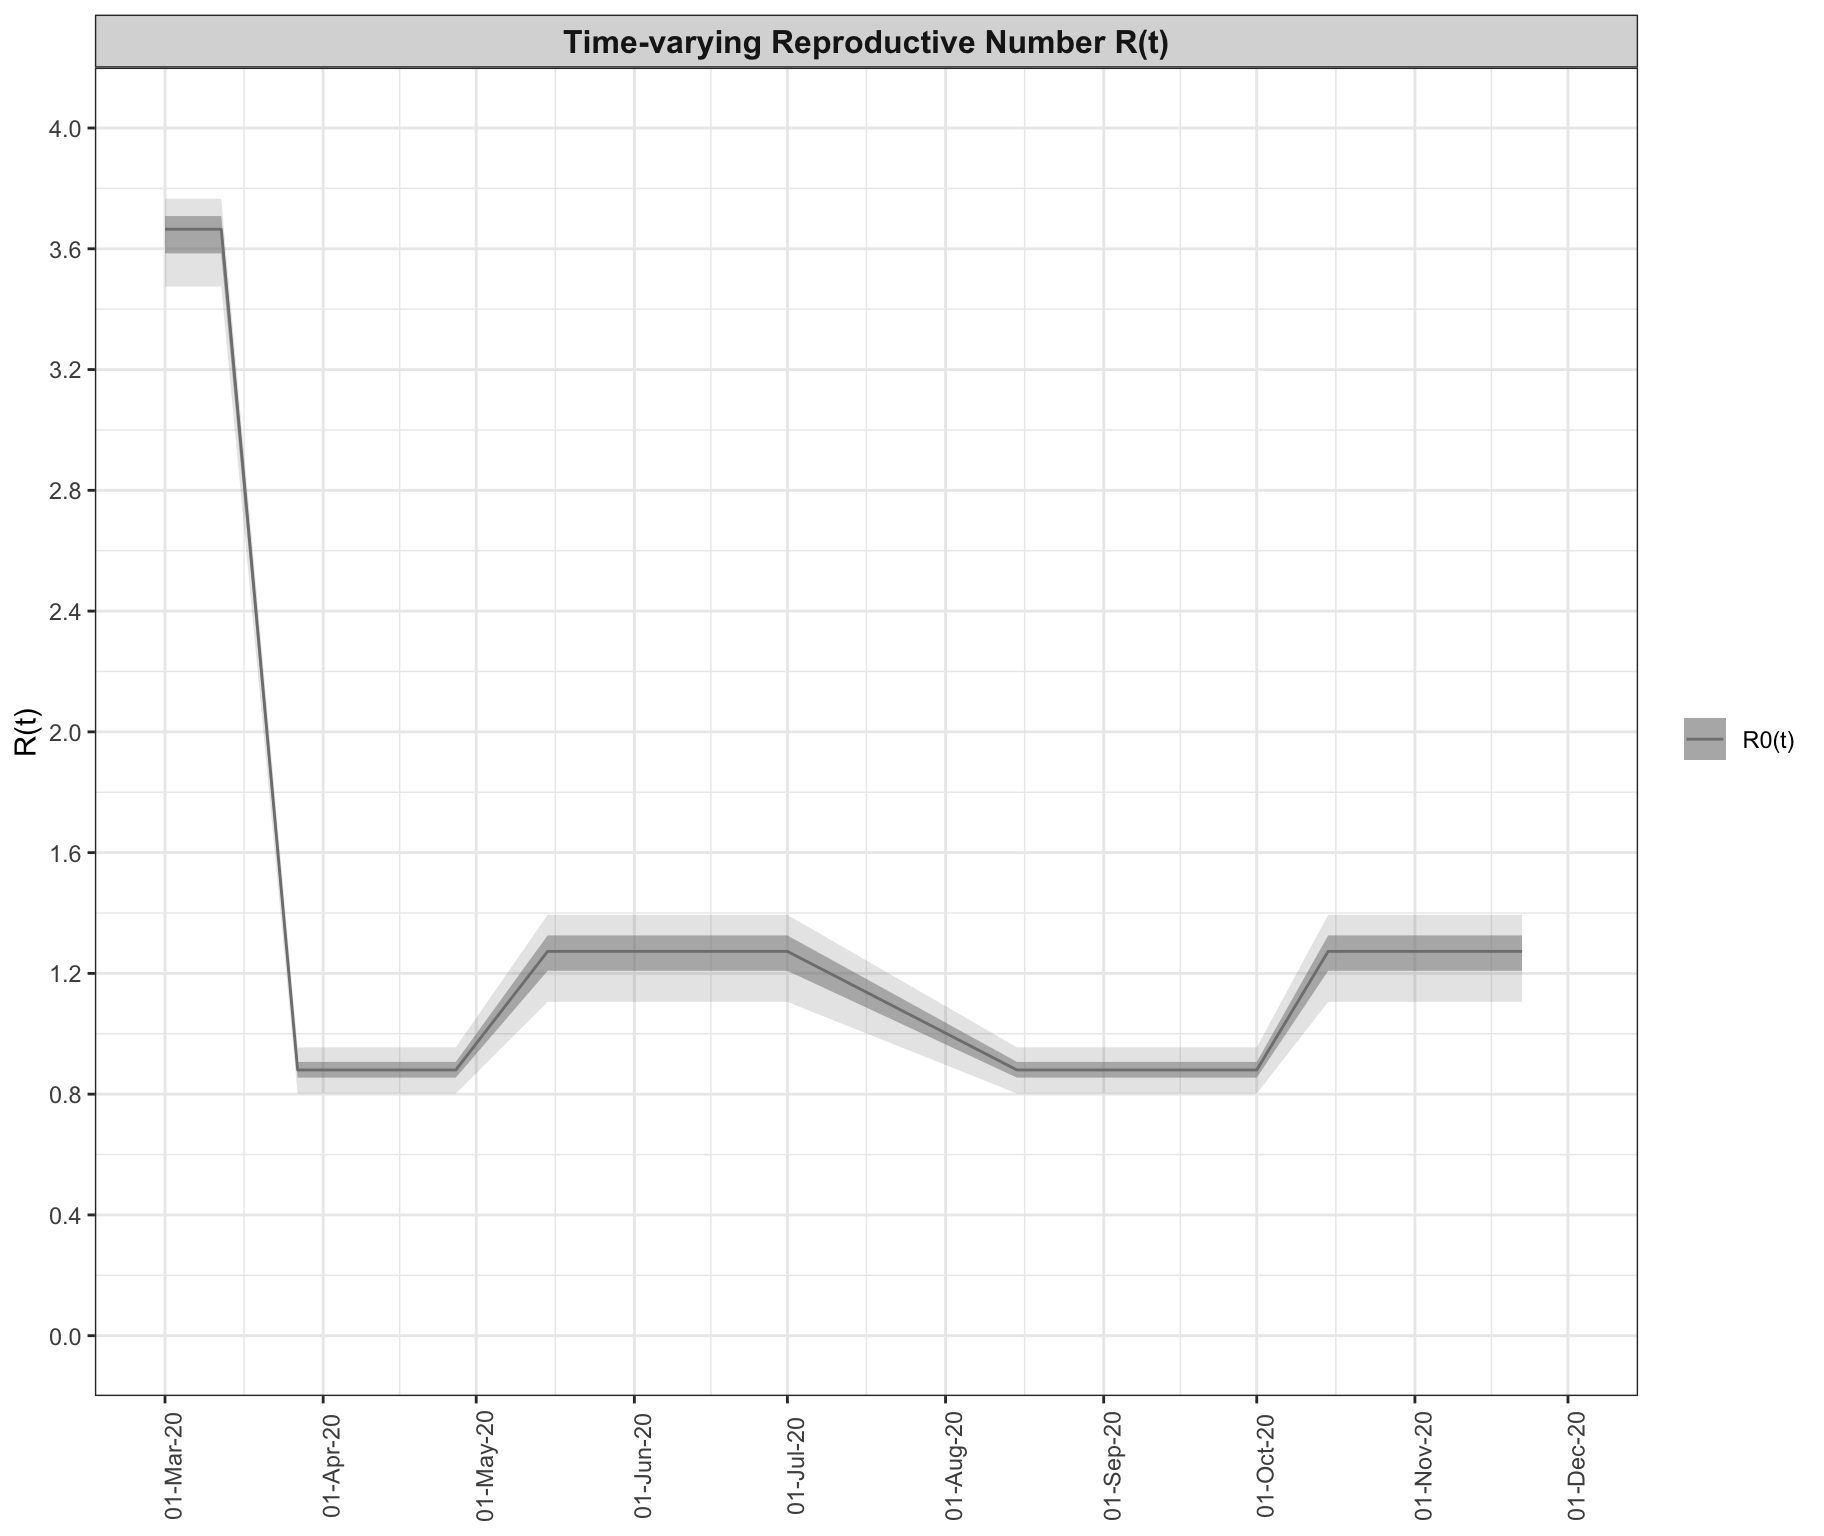 Time-varying Reproductive Number R(t)
4.0
3.6
3.2
2.8
2.4
2.0
1.6
1.2
0.8
0.4
0.0
R(t)
R0(t)
01-Mar-20
01-Apr-20
01-May-20
01-Jun-20
01-Jul-20
01-Aug-20
01-Sep-20
01-Oct-20
01-Nov-20
01-Dec-20